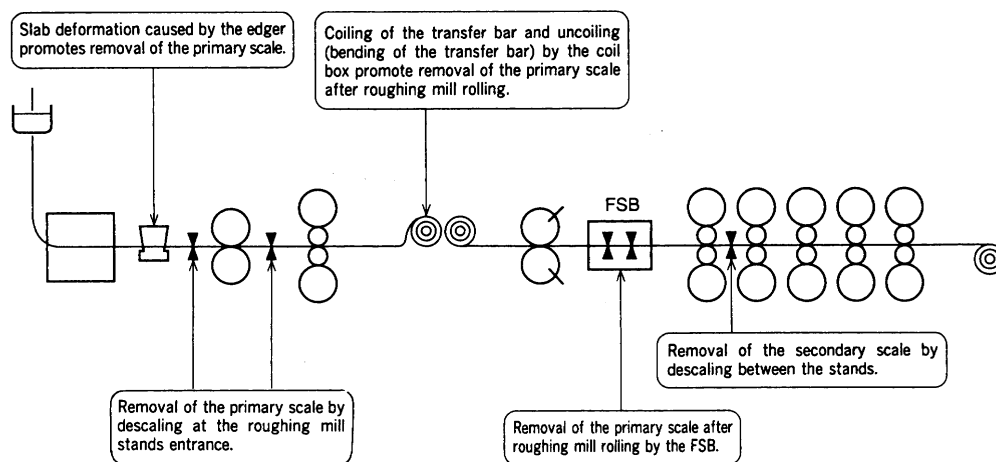 Slab deformation caused by the edger
promotes removal of the primary scale.
Coiling of the transfer bar and uncoiling
(bending of the transfer bar) by the coil
box promote removal of the primary scale
after roughing mill rolling.
FSB
Removal of the secondary scale by
descaling between the stands.
Removal of the primary scale by
descaling at the roughing mill
stands entrance.
Removal of the primary scale after
roughing mill rolling by the FSB.